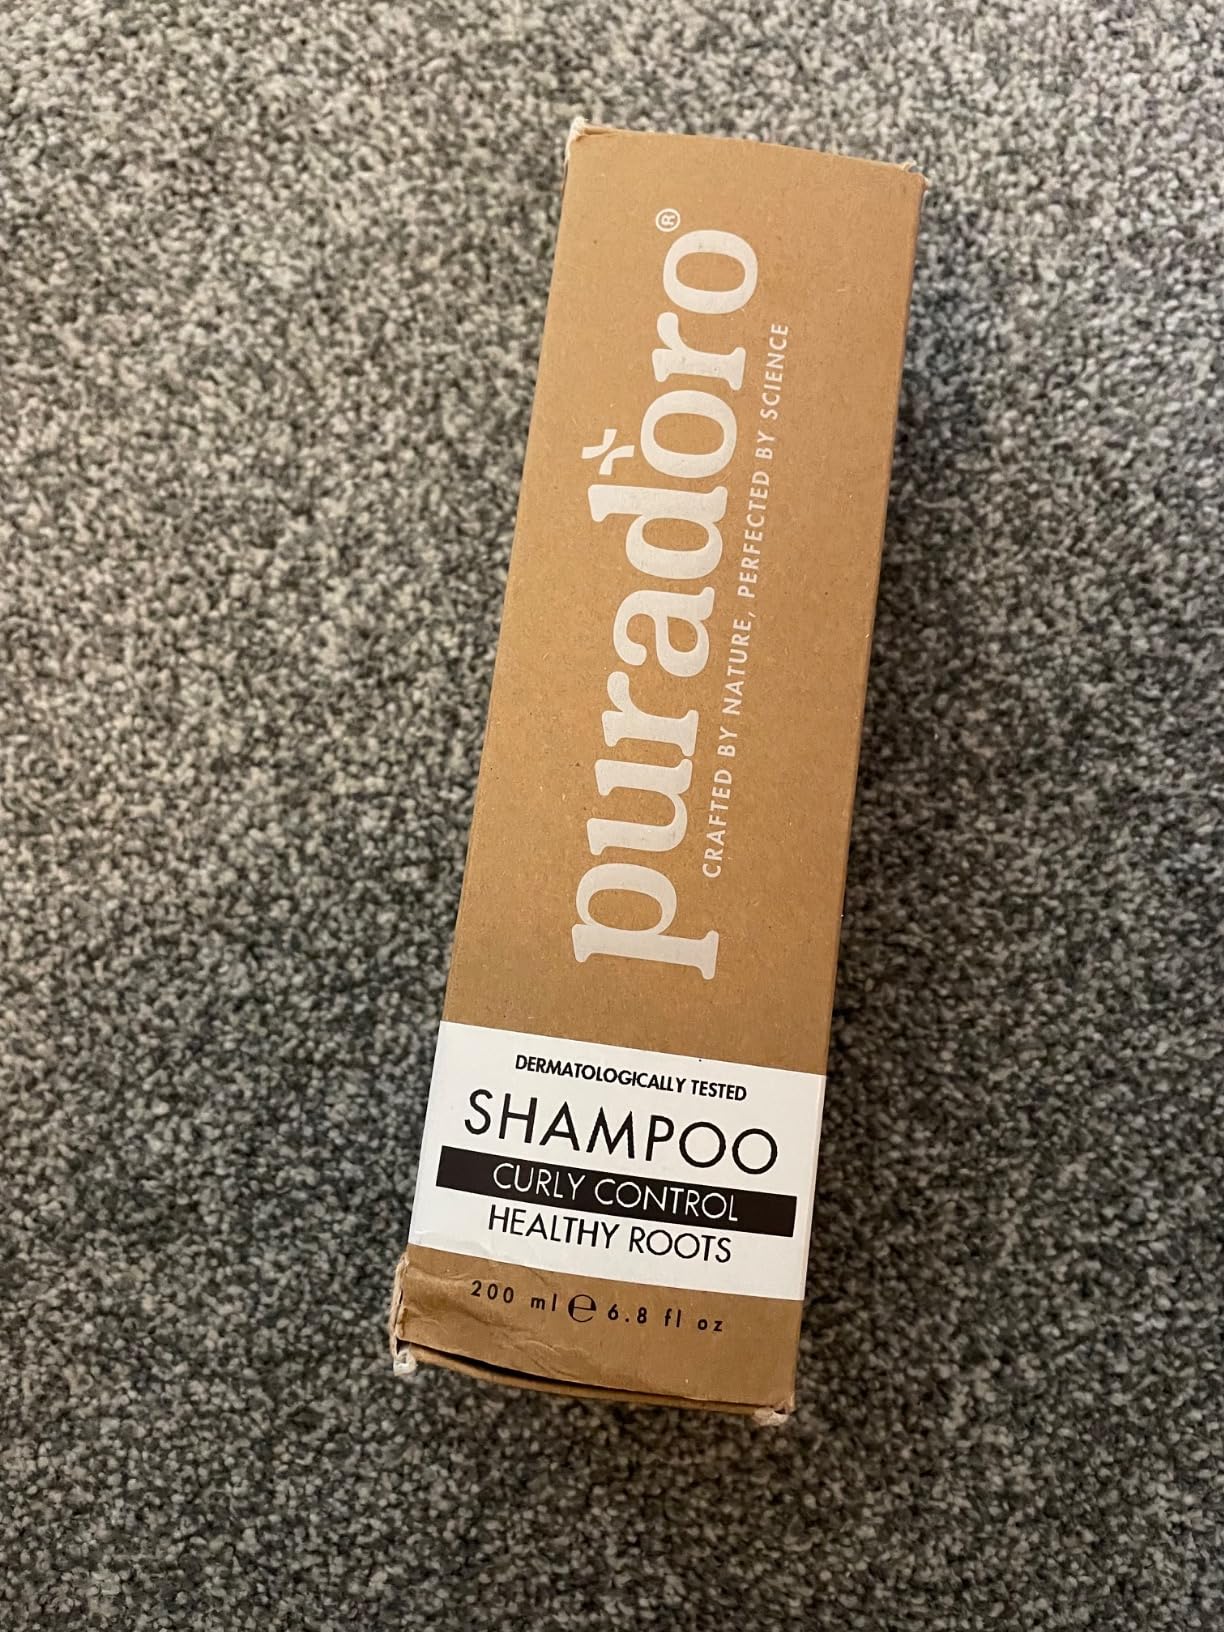 puradoro®
CRAFTED BY NATURE, PERFECTED BY SCIENCE
DERMATOLOGICALLY TESTED
SHAMPOO
CURLY CONTROL
HEALTHY ROOTS
200 ml ℮ 6.8 fl oz